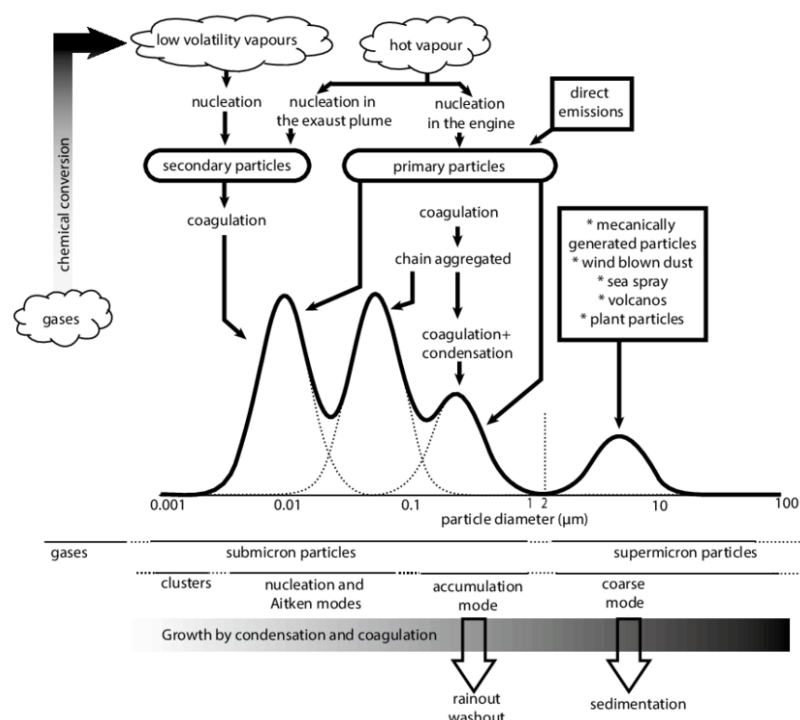 low volatility vapours
hot vapour
nucleation
nucleation in
the exaust plume
nucleation
in the engine
direct
emissions
secondary particles
primary particles
chemical conversion
coagulation
coagulation
chain aggregated
coagulation+
condensation
* mecanically
generated particles
* wind blown dust
* sea spray
* volcanos
* plant particles
gases
0.001
0.01
0.1
1
2
10
100
particle diameter (µm)
gases
submicron particles
supermicron particles
clusters
nucleation and
Aitken modes
accumulation
mode
coarse
mode
Growth by condensation and coagulation
rainout
washout
sedimentation